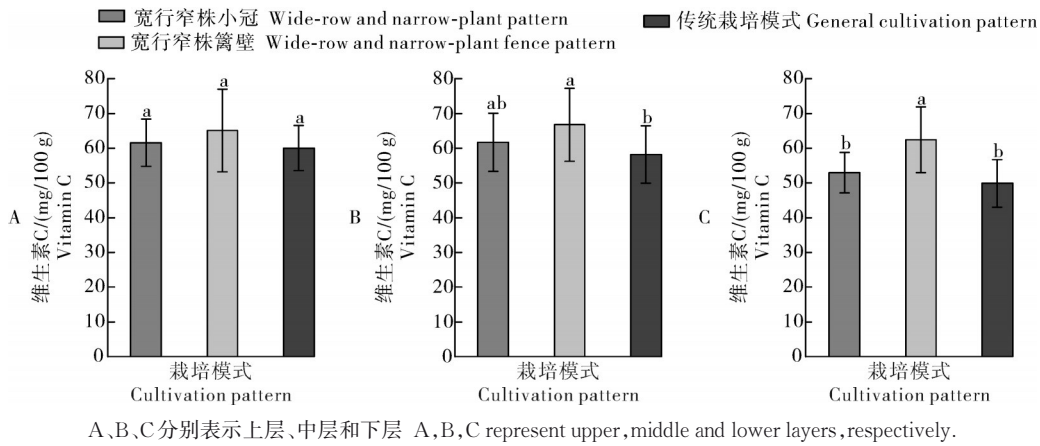 宽行窄株小冠 Wide-row and narrow-plant pattern
传统栽培模式 General cultivation pattern
宽行窄株篱壁 Wide-row and narrow-plant fence pattern
A
维生素C/(mg/100 g)
Vitamin C
80
70
60
50
40
30
20
10
0
a
a
a
栽培模式
Cultivation pattern
B
维生素C/(mg/100 g)
Vitamin C
80
70
60
50
40
30
20
10
0
ab
a
b
栽培模式
Cultivation pattern
C
维生素C/(mg/100 g)
Vitamin C
80
70
60
50
40
30
20
10
0
b
a
b
栽培模式
Cultivation pattern
A、B、C分别表示上层、中层和下层 A,B,C represent upper,middle and lower layers,respectively.